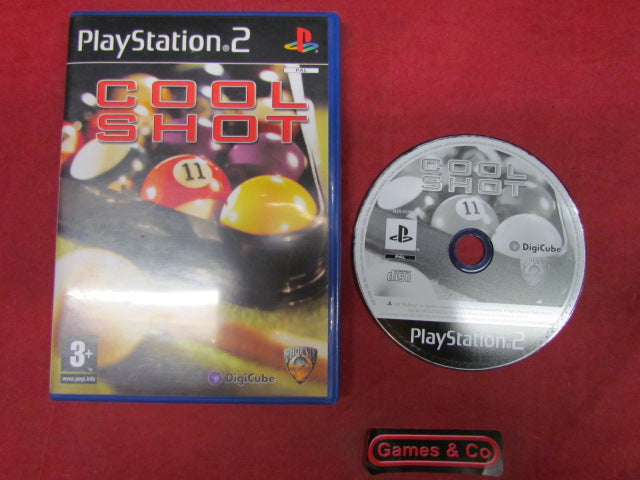 PlayStation®2
PAL
COOL
SHOT
11
3+
www.pegi.info
DigiCube
PHOENIX
COOL
SHOT
11
DigiCube
PAL
PlayStation®2
Games & Co